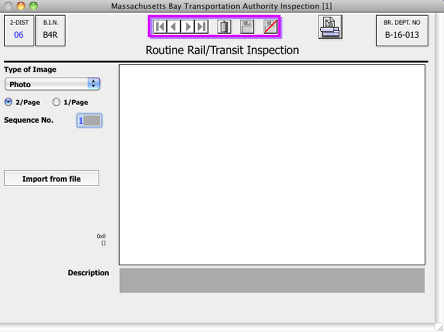 Massachusetts Bay Transportation Authority Inspection [1]
2-DIST
06
B.I.N.
B4R
BR. DEPT. NO
B-16-013
Routine Rail/Transit Inspection
Type of Image
Photo
2/Page 1/Page
Sequence No. 1
Import from file
0x0
()
Description